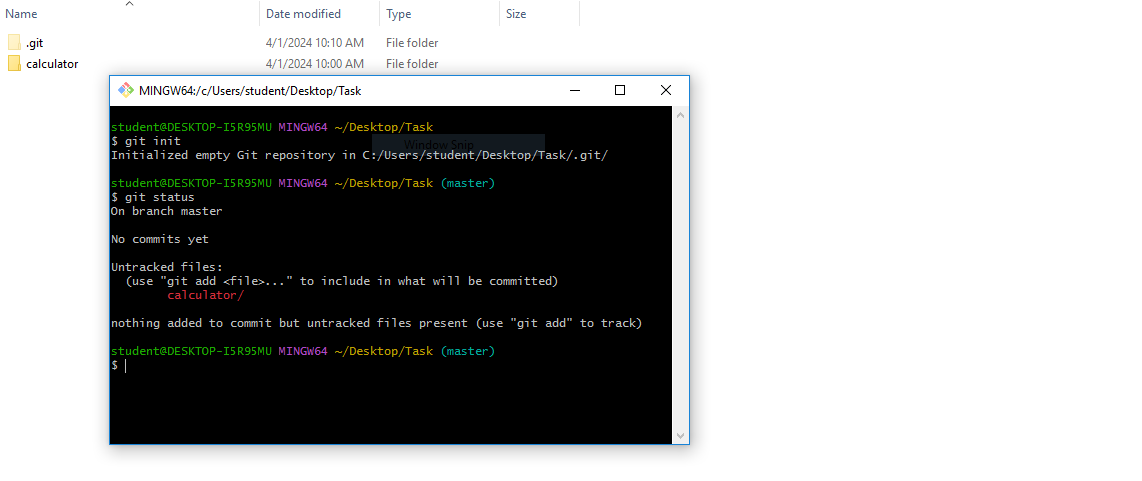 Name Date modified Type Size
.git 4/1/2024 10:10 AM File folder
calculator 4/1/2024 10:00 AM File folder
MINGW64:/c/Users/student/Desktop/Task
student@DESKTOP-I5R95MU MINGW64 ~/Desktop/Task
$ git init
Window Snip
Initialized empty Git repository in C:/Users/student/Desktop/Task/.git/
student@DESKTOP-I5R95MU MINGW64 ~/Desktop/Task (master)
$ git status
On branch master
No commits yet
Untracked files:
(use "git add <file>..." to include in what will be committed)
calculator/
nothing added to commit but untracked files present (use "git add" to track)
student@DESKTOP-I5R95MU MINGW64 ~/Desktop/Task (master)
$